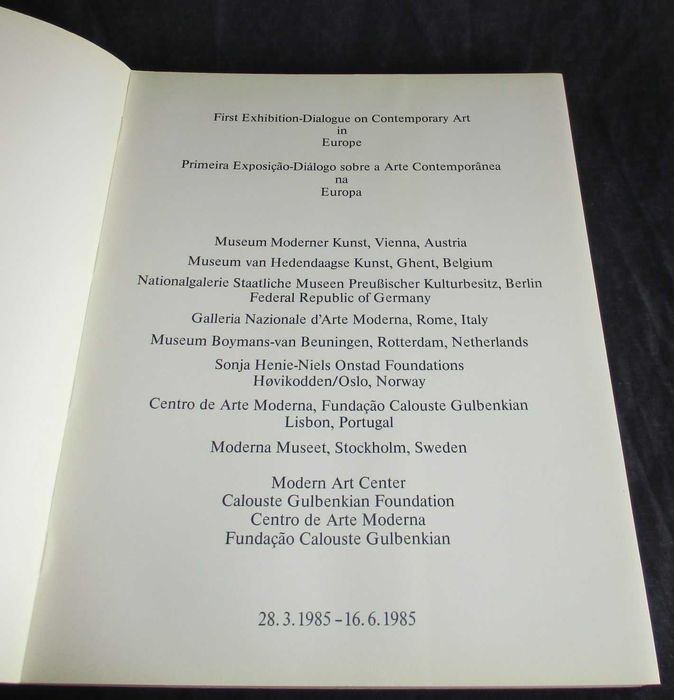 First Exhibition-Dialogue on Contemporary Art
in
Europe
Primeira Exposição-Diálogo sobre a Arte Contemporânea
na
Europa
Museum Moderner Kunst, Vienna, Austria
Museum van Hedendaagse Kunst, Ghent, Belgium
Nationalgalerie Staatliche Museen Preußischer Kulturbesitz, Berlin
Federal Republic of Germany
Galleria Nazionale d'Arte Moderna, Rome, Italy
Museum Boymans-van Beuningen, Rotterdam, Netherlands
Sonja Henie-Niels Onstad Foundations
Høvikodden/Oslo, Norway
Centro de Arte Moderna, Fundação Calouste Gulbenkian
Lisbon, Portugal
Moderna Museet, Stockholm, Sweden
Modern Art Center
Calouste Gulbenkian Foundation
Centro de Arte Moderna
Fundação Calouste Gulbenkian
28.3.1985–16.6.1985